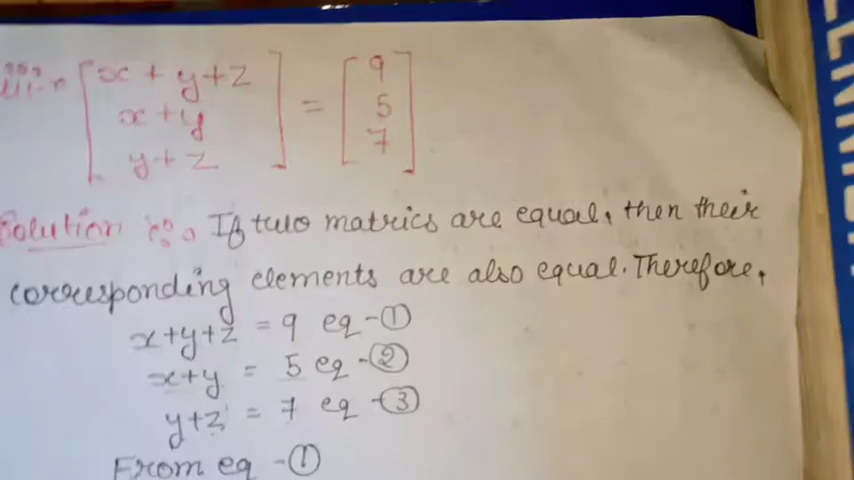 iii.) [x + y + z] = [9]
[x + y] [5]
[y + z] [7]
Solution :- If two matrics are equal, then their
corresponding elements are also equal. Therefore,
x+y+z = 9 eq -①
x+y = 5 eq -②
y+z = 7 eq -③
From eq -①